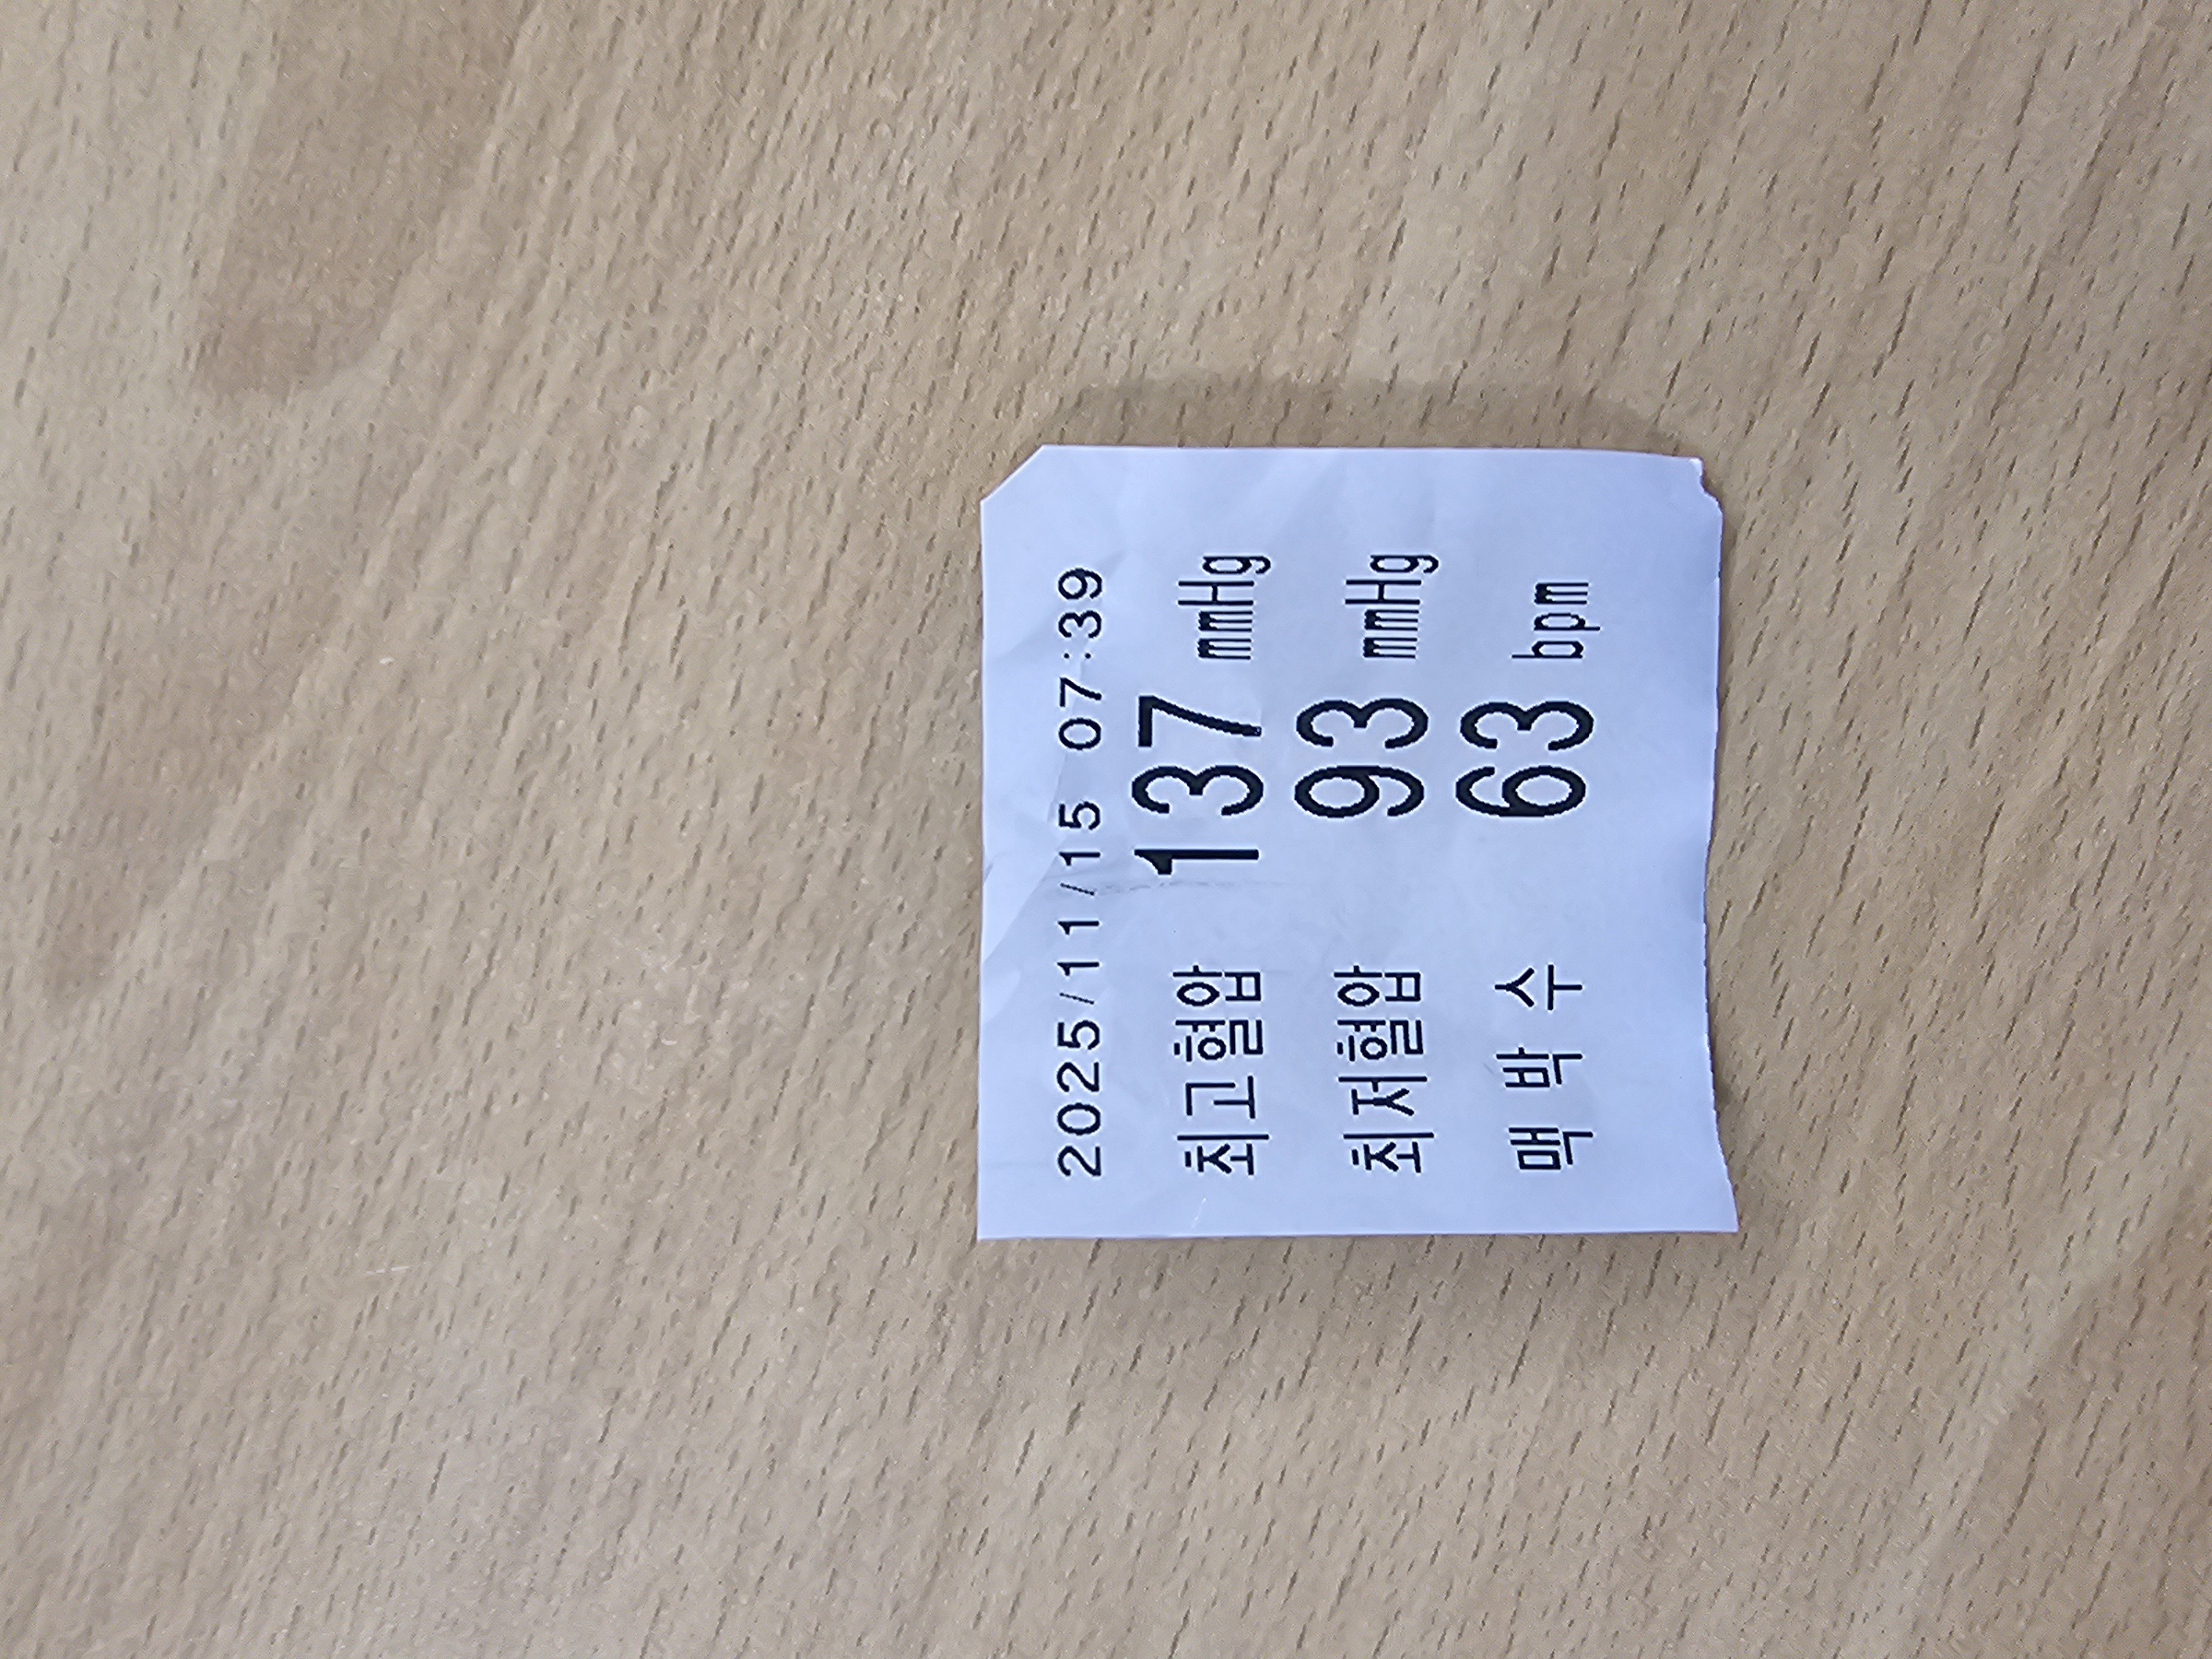 2025/11/15 07:39
최고혈압 137 mmHg
최저혈압 93 mmHg
맥 박 수 63 bpm